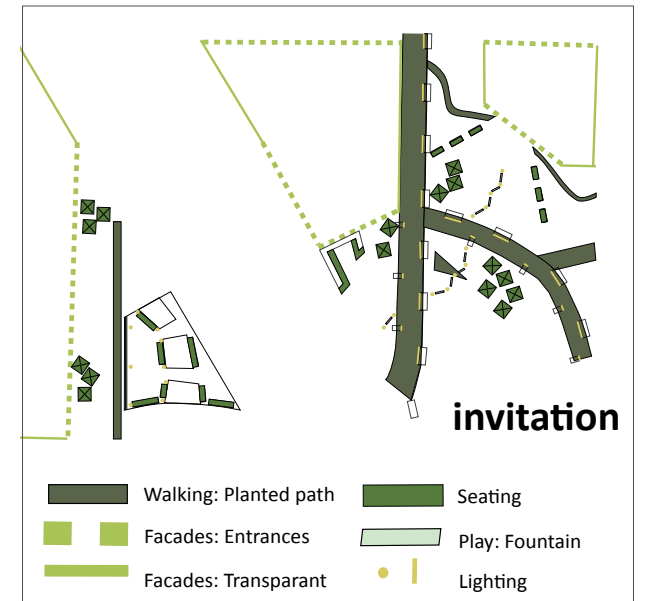 invitation
Walking: Planted path
Seating
Facades: Entrances
Play: Fountain
Facades: Transparant
Lighting